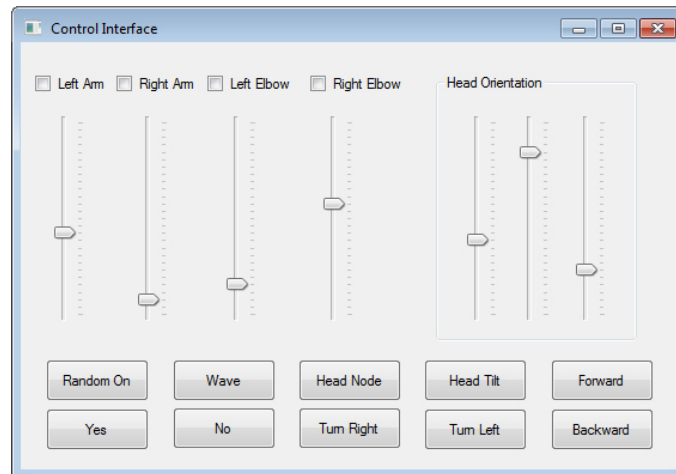 Control Interface
Left Arm Right Arm Left Elbow Right Elbow Head Orientation
Random On Wave Head Node Head Tilt Forward
Yes No Turn Right Turn Left Backward